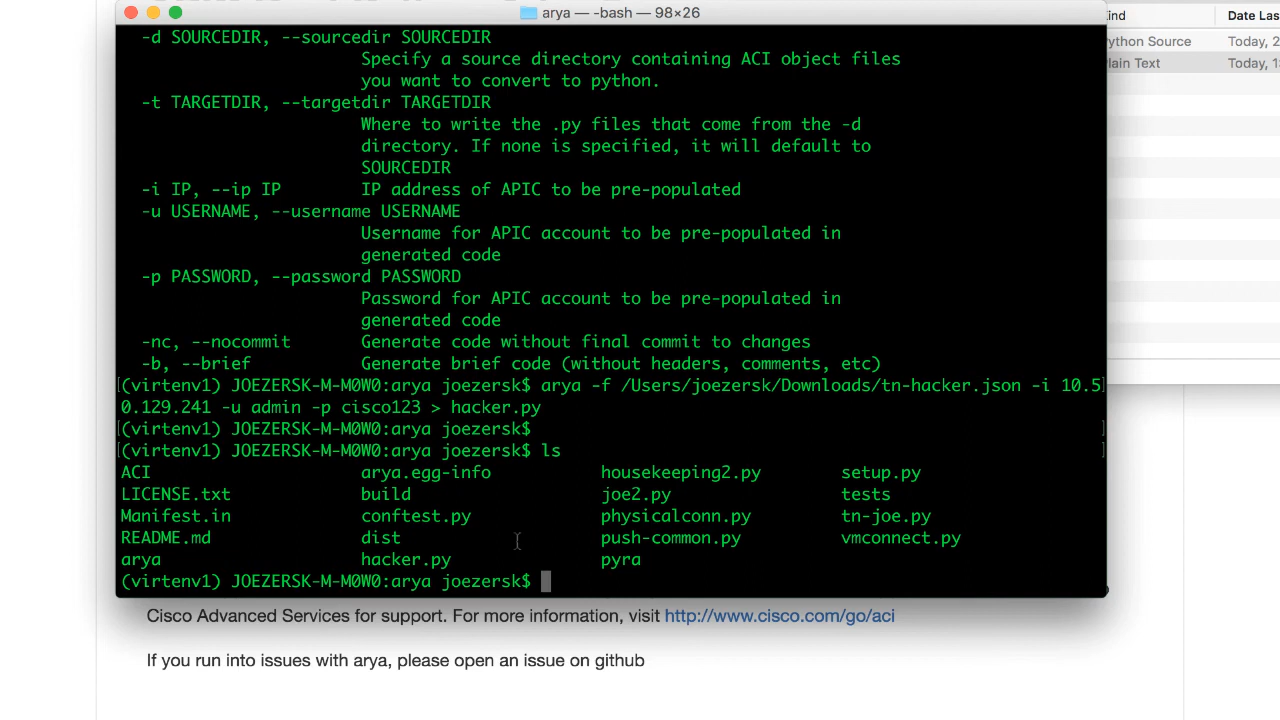 arya — -bash — 98×26
ind
Date Las
-d SOURCEDIR, --sourcedir SOURCEDIR
ython Source
Today, 2
Specify a source directory containing ACI object files
lain Text
Today, 13
you want to convert to python.
-t TARGETDIR, --targetdir TARGETDIR
Where to write the .py files that come from the -d
directory. If none is specified, it will default to
SOURCEDIR
-i IP, --ip IP IP address of APIC to be pre-populated
-u USERNAME, --username USERNAME
Username for APIC account to be pre-populated in
generated code
-p PASSWORD, --password PASSWORD
Password for APIC account to be pre-populated in
generated code
-nc, --nocommit Generate code without final commit to changes
-b, --brief Generate brief code (without headers, comments, etc)
[(virtenv1) JOEZERSK-M-M0W0:arya joezersk$ arya -f /Users/joezersk/Downloads/tn-hacker.json -i 10.5]
0.129.241 -u admin -p cisco123 > hacker.py
[(virtenv1) JOEZERSK-M-M0W0:arya joezersk$ ]
[(virtenv1) JOEZERSK-M-M0W0:arya joezersk$ ls ]
ACI arya.egg-info housekeeping2.py setup.py
LICENSE.txt build joe2.py tests
Manifest.in conftest.py physicalconn.py tn-joe.py
README.md dist push-common.py vmconnect.py
arya hacker.py pyra
(virtenv1) JOEZERSK-M-M0W0:arya joezersk$
Cisco Advanced Services for support. For more information, visit http://www.cisco.com/go/aci
If you run into issues with arya, please open an issue on github